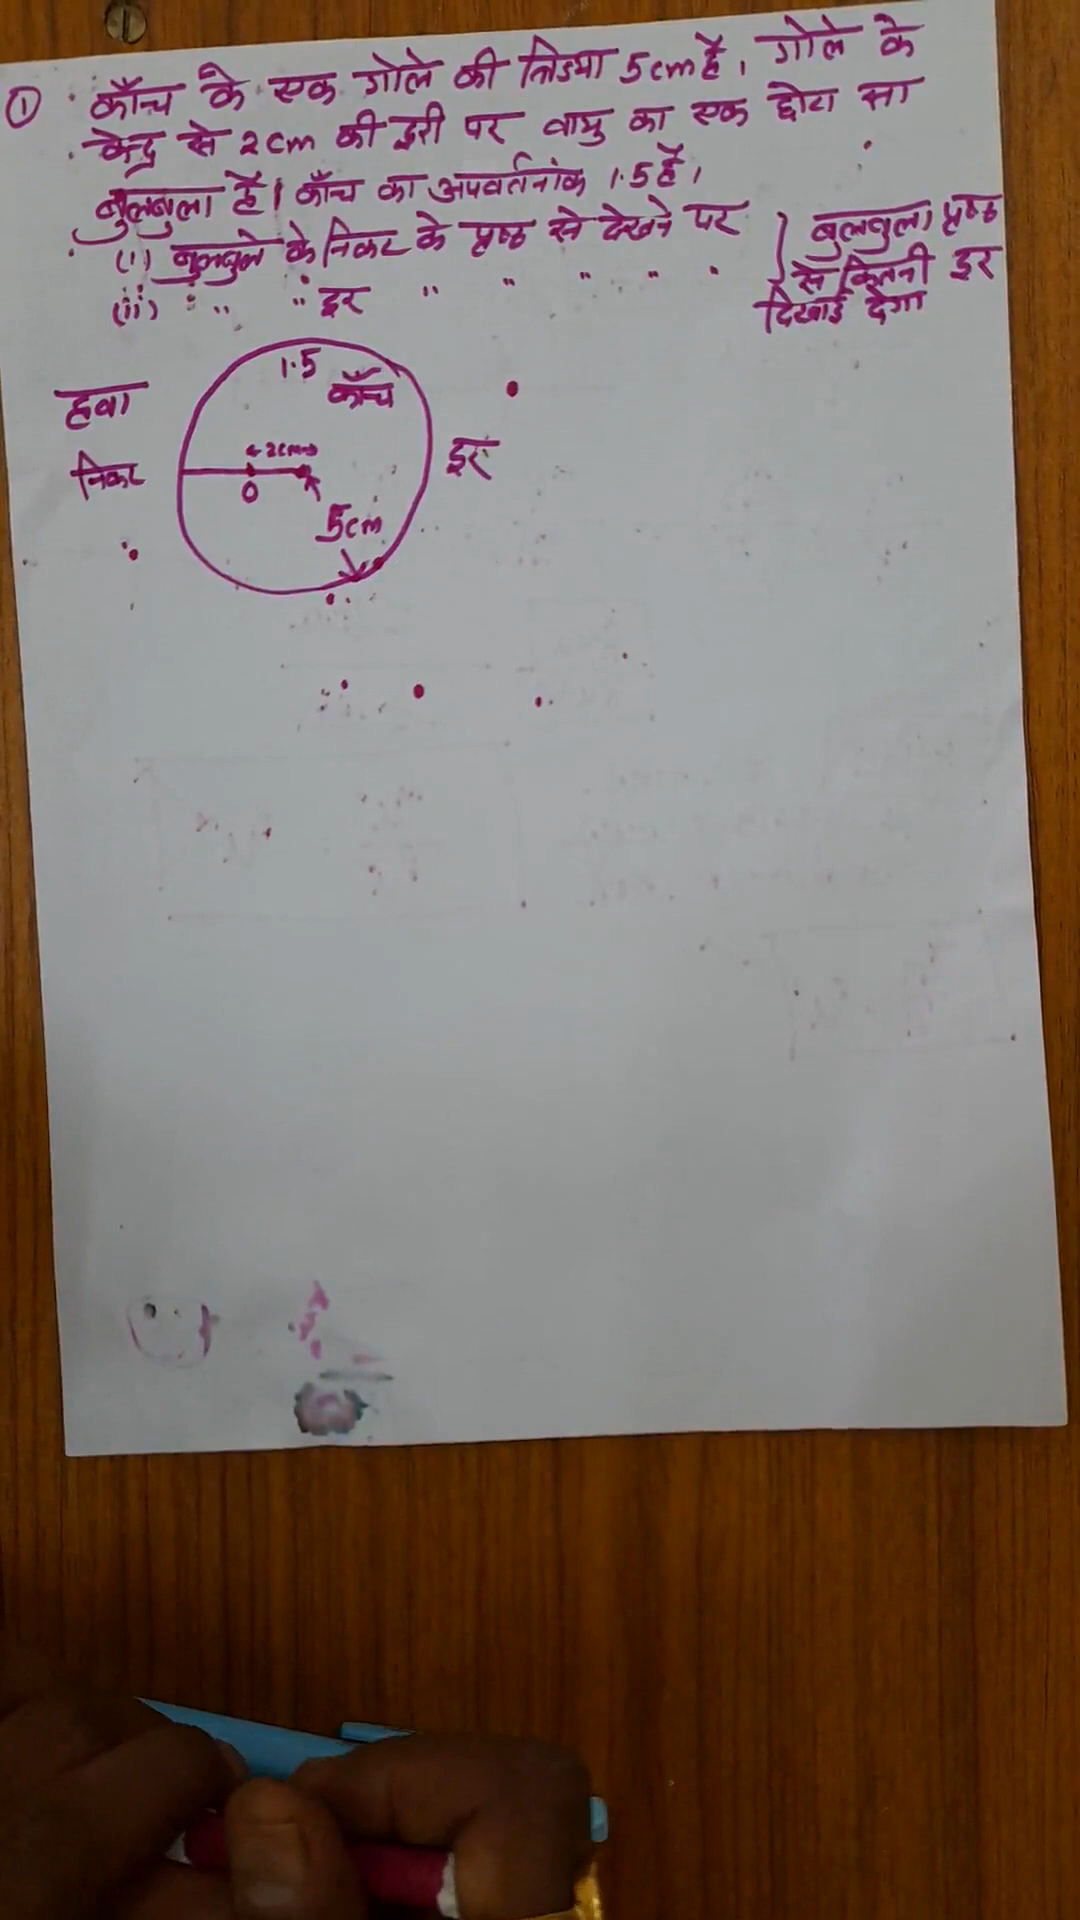 ① काँच के एक गोले की त्रिज्या 5cm है, गोले के
केन्द्र से 2cm की दूरी पर वायु का एक छोटा सा
बुलबुला है। काँच का अपवर्तनांक 1.5 है,
(i) बुलबुले के निकट के पृष्ठ से देखने पर
(ii) " " " दूर " " " " "
} बुलबुला पृष्ठ
से कितनी दूर
दिखाई देगा
1.5
काँच
हवा
निकट
←2cm→
O
दूर
5cm